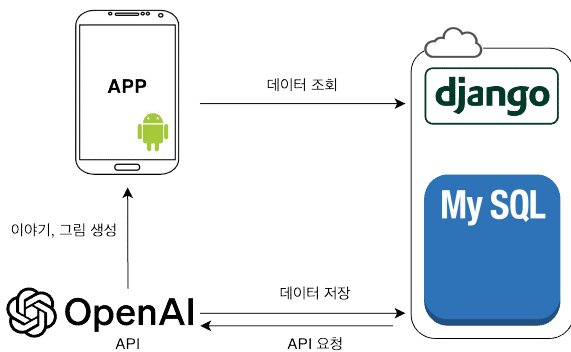 APP
데이터 조회
django
My SQL
이야기, 그림 생성
OpenAI
API
데이터 저장
API 요청